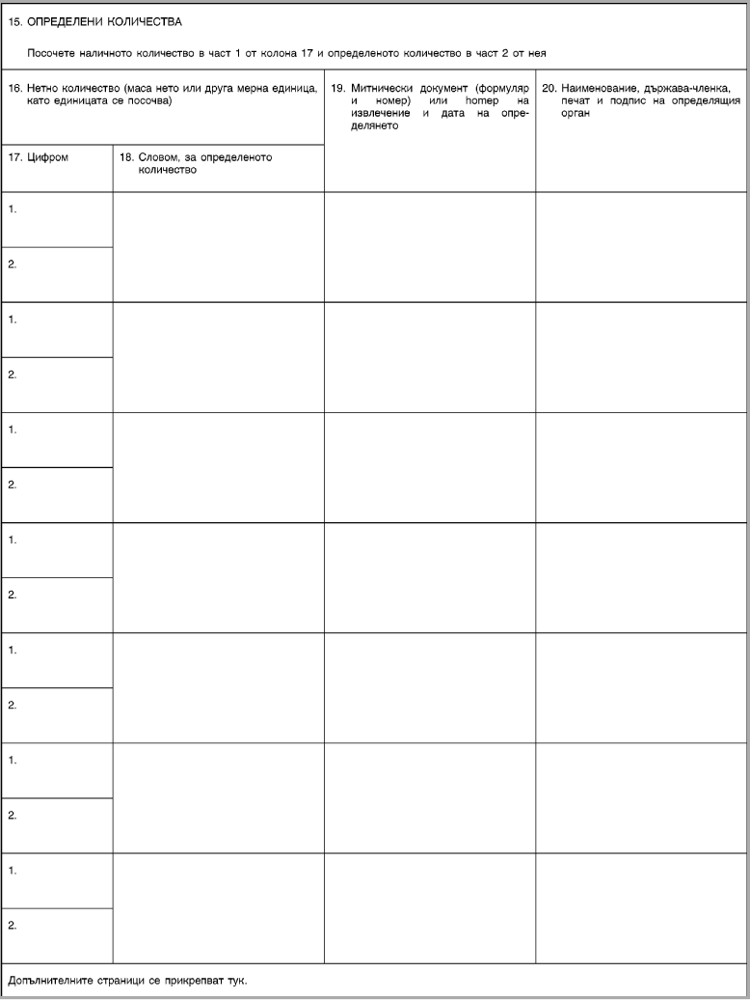 15. ОПРЕДЕЛЕНИ КОЛИЧЕСТВА
Посочете наличното количество в част 1 от колона 17 и определеното количество в част 2 от нея
16. Нетно количество (маса нето или друга мерна единица,
като единицата се посочва)
19. Митнически документ (формуляр
и номер) или homep на
извлечение и дата на опре-
делянето
20. Наименование, държава-членка,
печат и подпис на определящия
орган
17. Цифром
18. Словом, за определеното
количество
1.
2.
1.
2.
1.
2.
1.
2.
1.
2.
1.
2.
1.
2.
Допълнителните страници се прикрепват тук.